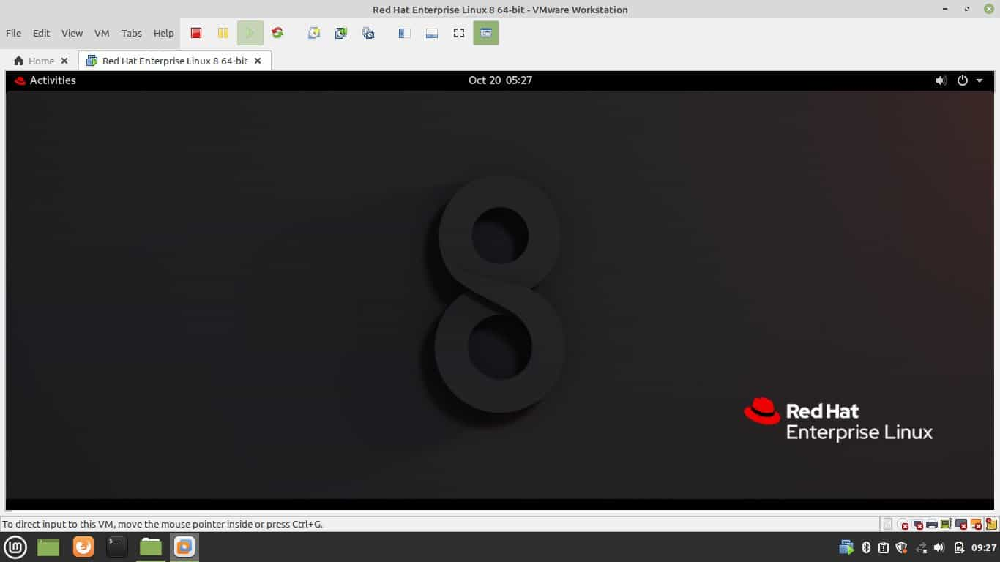 Red Hat Enterprise Linux 8 64-bit - VMware Workstation
File Edit View VM Tabs Help
Home Red Hat Enterprise Linux 8 64-bit
Activities Oct 20 05:27
8
Red Hat
Enterprise Linux
To direct input to this VM, move the mouse pointer inside or press Ctrl+G.
09:27